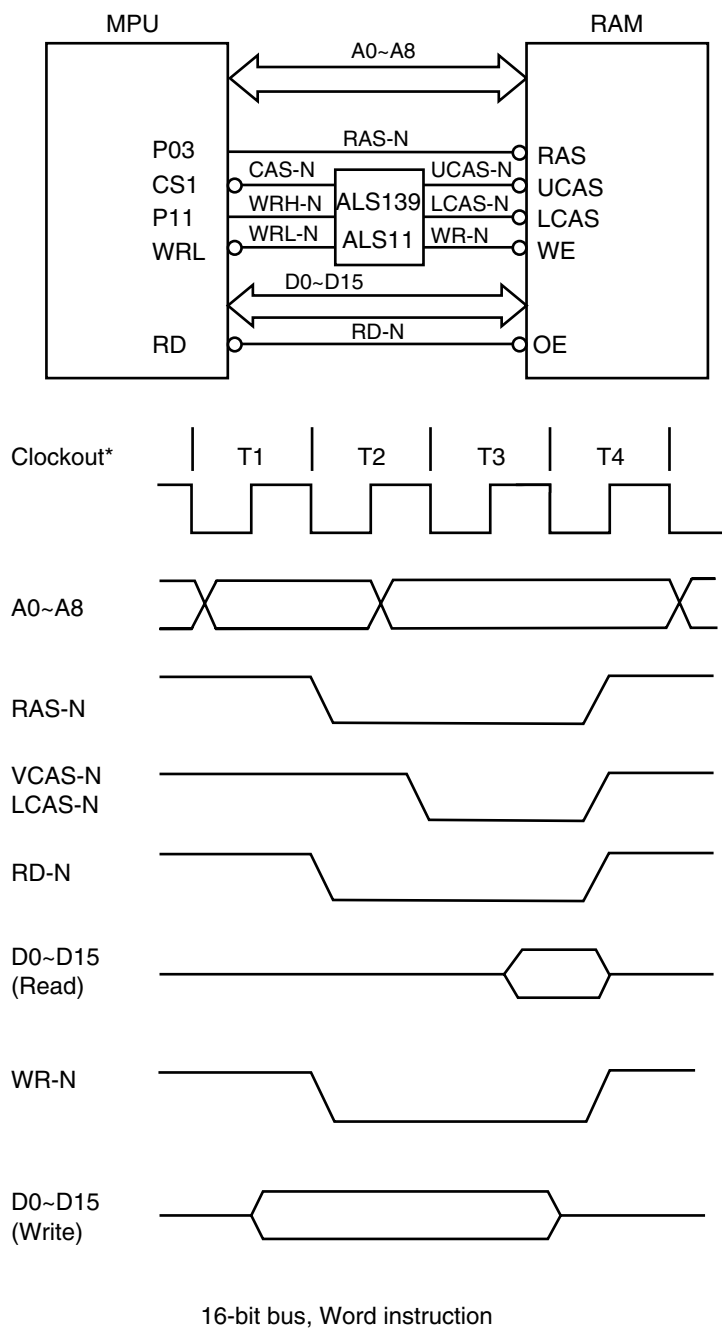 MPU RAM
A0~A8
P03 RAS-N RAS
CS1 CAS-N UCAS-N UCAS
P11 WRH-N ALS139 LCAS-N LCAS
WRL WRL-N ALS11 WR-N WE
D0~D15
RD RD-N OE
Clockout* T1 T2 T3 T4
A0~A8
RAS-N
VCAS-N
LCAS-N
RD-N
D0~D15
(Read)
WR-N
D0~D15
(Write)
16-bit bus, Word instruction